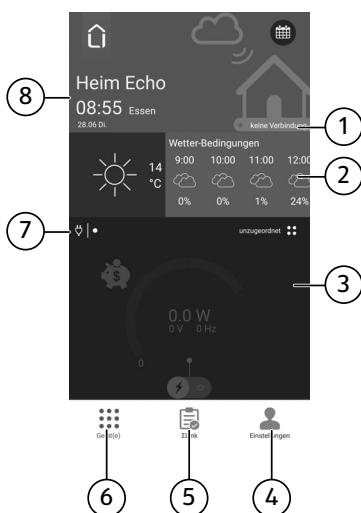 Heim Echo
08:55 Essen
28.06 Di.
keine Verbindung
8
1
Wetter-Bedingungen
14
°C
9:00 10:00 11:00 12:00
0% 0% 1% 24%
2
7
unzugeordnet
$
3
0.0 W
0 V 0 Hz
0
Gerät(e)
ΣLink
Einstellungen
6
5
4